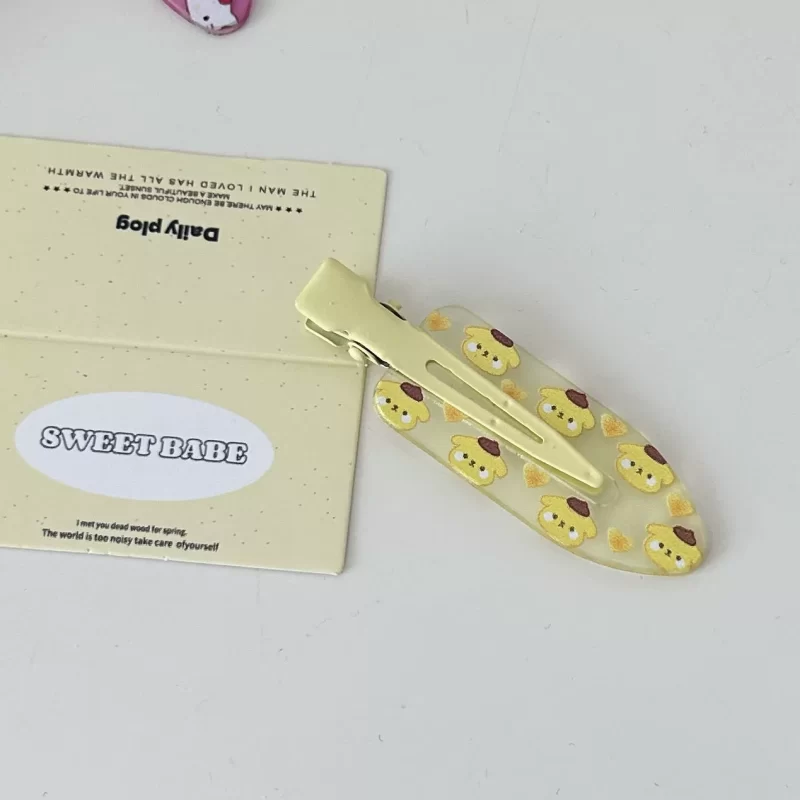 THE MAN I LOVED HAS ALL THE WARMTH
MAY THERE BE ENOUGH CLOUDS IN YOUR LIFE TO
MAKE A BEAUTIFUL SUNSET.
Daily plog
SWEET BABE
I met you dead wood for spring.
The world is too noisy take care ofyourself